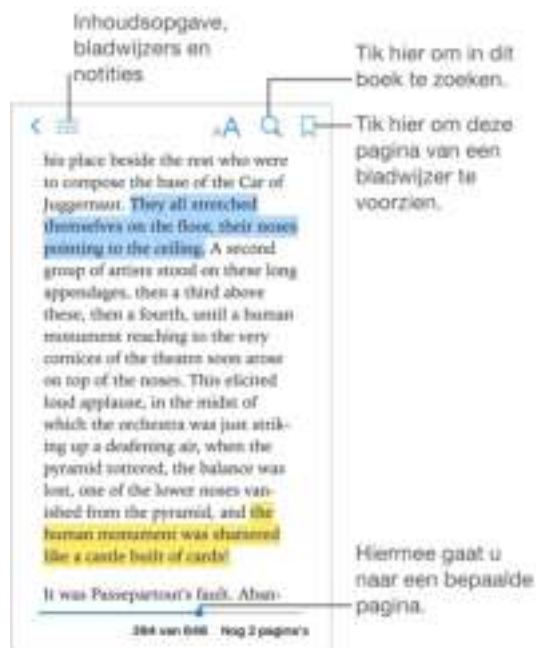 Inhoudsopgave,
bladwijzers en
notities
Tik hier om in dit
boek te zoeken.
Tik hier om deze
pagina van een
bladwijzer te
voorzien.
AA
his place beside the rest who were
to compose the base of the Car of
Juggernaut. They all stretched
themselves on the floor, their noses
pointing to the ceiling. A second
group of artists stood on these long
appendages, then a third above
these, then a fourth, until a human
monument reaching to the very
cornices of the theatre soon arose
on top of the noses. This elicited
loud applause, in the midst of
which the orchestra was just strik-
ing up a deafening air, when the
pyramid tottered, the balance was
lost, one of the lower noses van-
ished from the pyramid, and the
human monument was shattered
like a castle built of cards!
It was Passepartout's fault. Aban-
Hiermee gaat u
naar een bepaalde
pagina.
394 van 646 Nog 2 pagina's